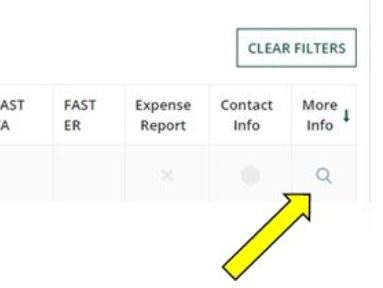 CLEAR FILTERS
FAST Expense Contact More
ER Report Info Info